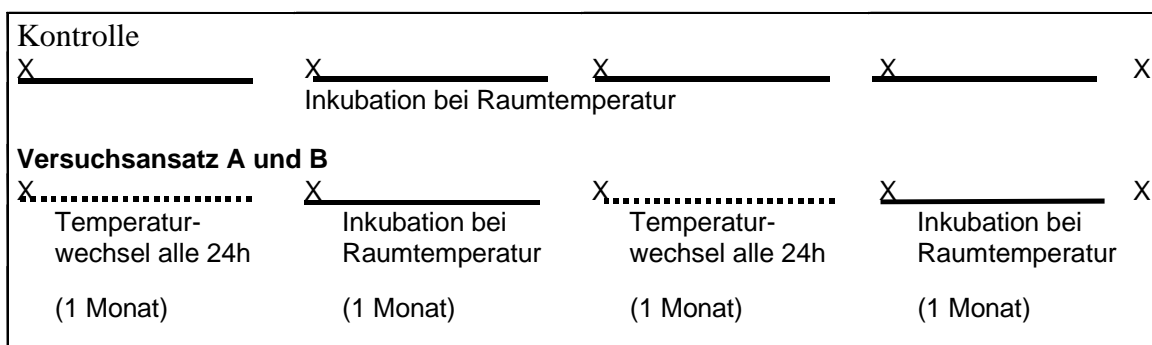 Kontrolle
X X X X X
Inkubation bei Raumtemperatur
Versuchsansatz A und B
X X X X X
Temperatur- Inkubation bei Temperatur- Inkubation bei
wechsel alle 24h Raumtemperatur wechsel alle 24h Raumtemperatur
(1 Monat) (1 Monat) (1 Monat) (1 Monat)